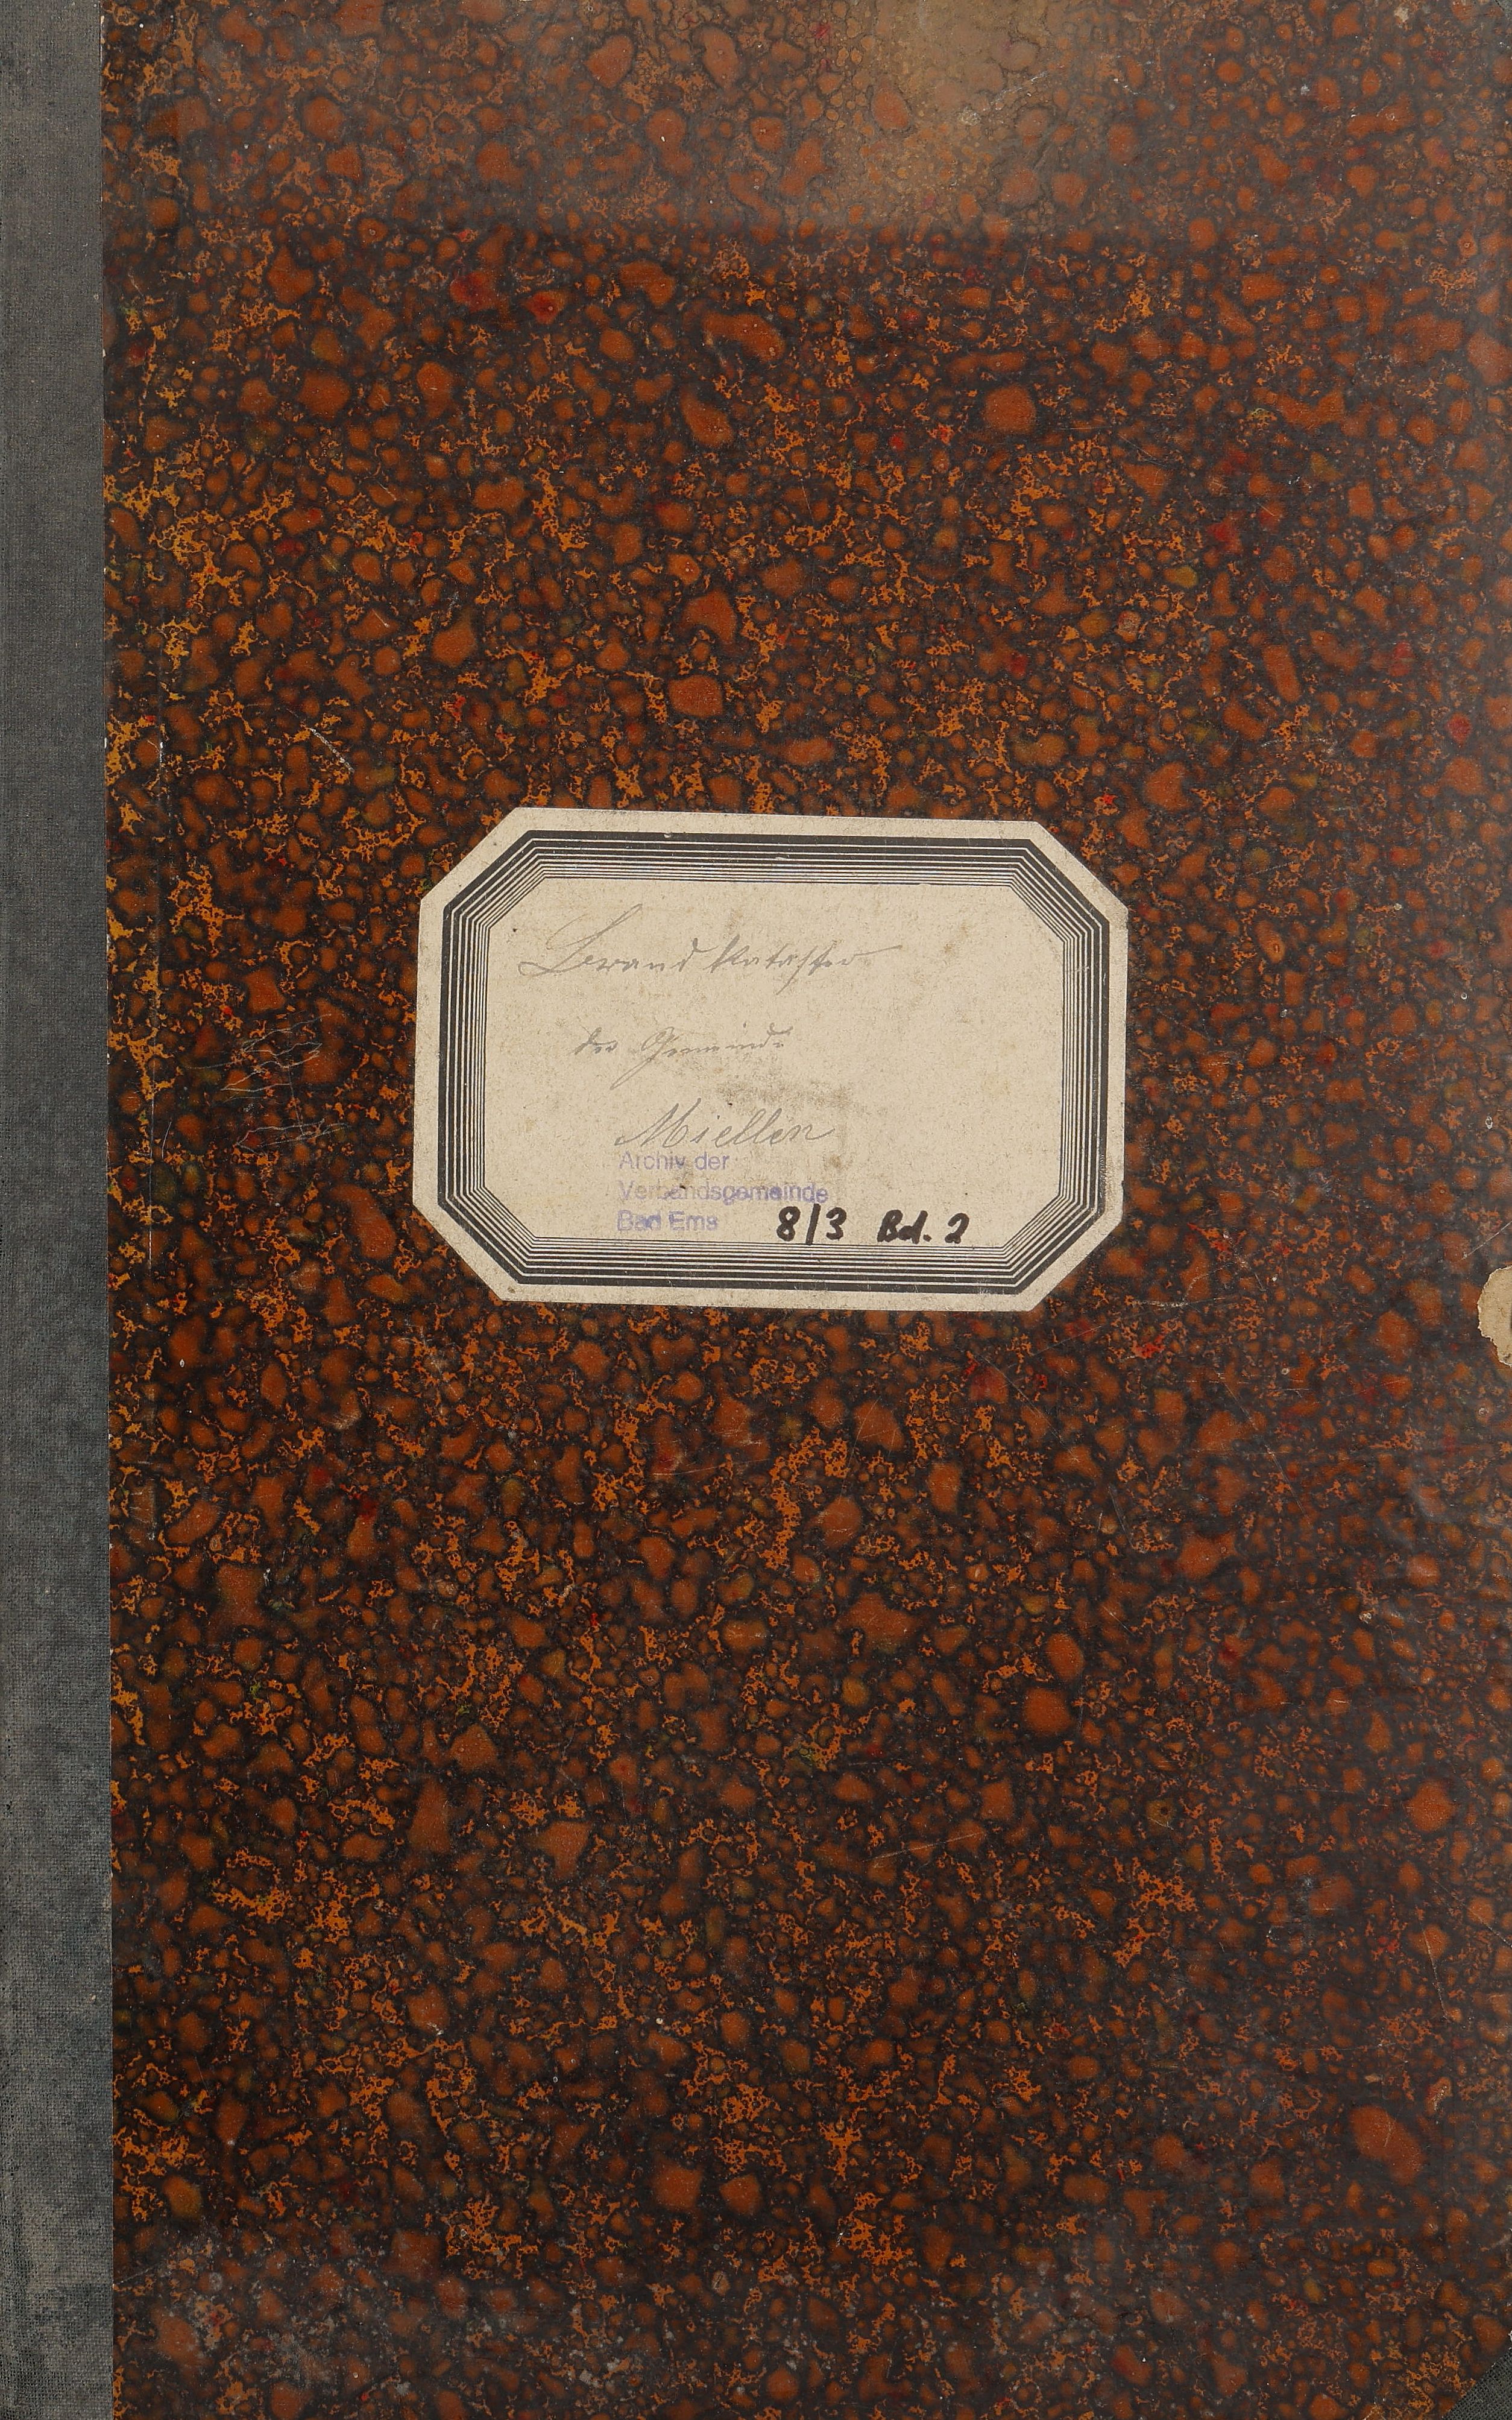 Brandkataster
der Gemeinde
Miellen
Archiv der
Verbandsgemeinde
Bad Ems 8/3 Bd. 2